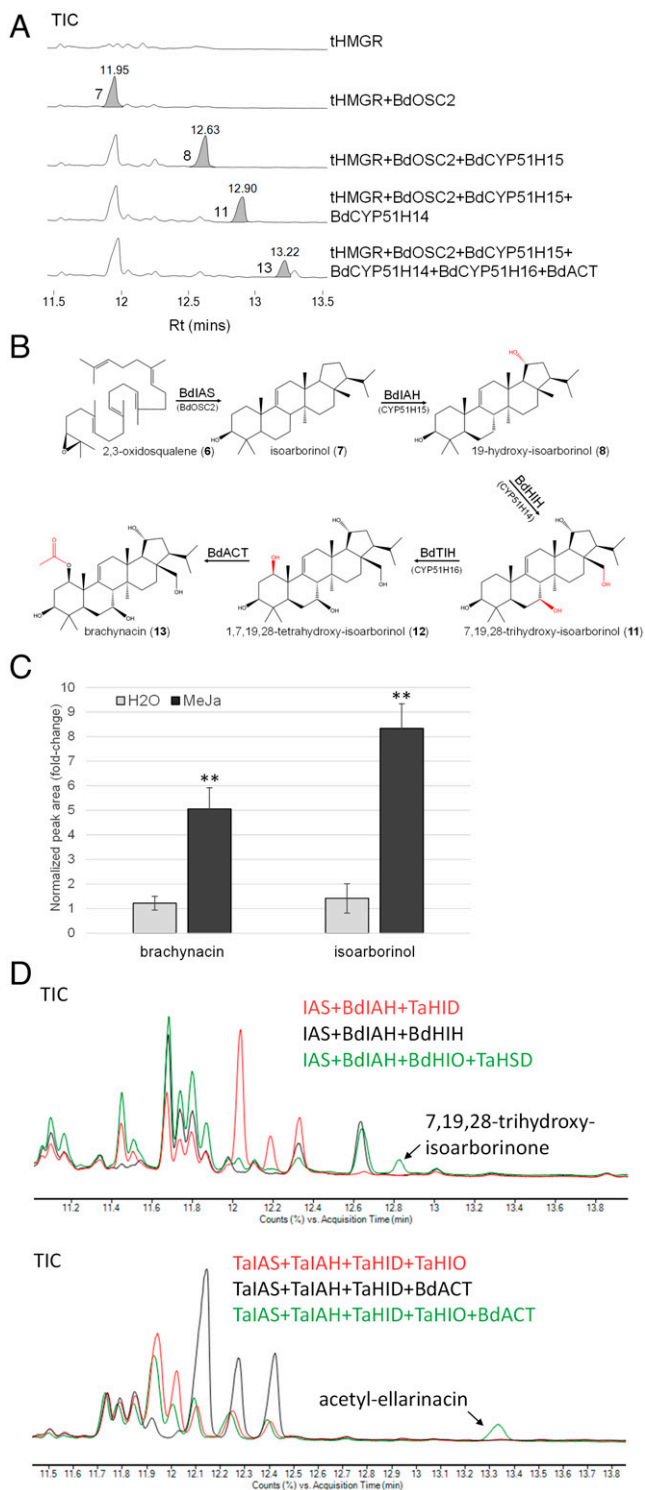 A
TIC
tHMGR
11.95
7
tHMGR+BdOSC2
12.63
8
tHMGR+BdOSC2+BdCYP51H15
12.90
11
tHMGR+BdOSC2+BdCYP51H15+
BdCYP51H14
13.22
13
tHMGR+BdOSC2+BdCYP51H15+
BdCYP51H14+BdCYP51H16+BdACT
11.5 12 12.5 13 13.5
Rt (mins)
B
BdIAS
(BdOSC2)
BdIAH
(CYP51H15)
HO
HO
HO
O
2,3-oxidosqualene (6)
isoarborinol (7)
19-hydroxy-isoarborinol (8)
BdHIH
(CYP51H14)
BdACT
BdTIH
(CYP51H16)
brachynacin (13)
1,7,19,28-tetrahydroxy-isoarborinol (12)
7,19,28-trihydroxy-isoarborinol (11)
C
Normalized peak area (fold-change)
10
9
8
7
6
5
4
3
2
1
0
H2O MeJa
**
**
brachynacin isoarborinol
D
TIC
IAS+BdIAH+TaHID
IAS+BdIAH+BdHIH
IAS+BdIAH+BdHIO+TaHSD
7,19,28-trihydroxy-
isoarborinone
11.2 11.4 11.6 11.8 12 12.2 12.4 12.6 12.8 13 13.2 13.4 13.6 13.8
Counts (%) vs. Acquisition Time (min)
TIC
TaIAS+TaIAH+TaHID+TaHIO
TaIAS+TaIAH+TaHID+BdACT
TaIAS+TaIAH+TaHID+TaHIO+BdACT
acetyl-ellarinacin
11.5 11.6 11.7 11.8 11.9 12 12.1 12.2 12.3 12.4 12.5 12.6 12.7 12.8 12.9 13 13.1 13.2 13.3 13.4 13.5 13.6 13.7 13.8
Counts (%) vs. Acquisition Time (min)